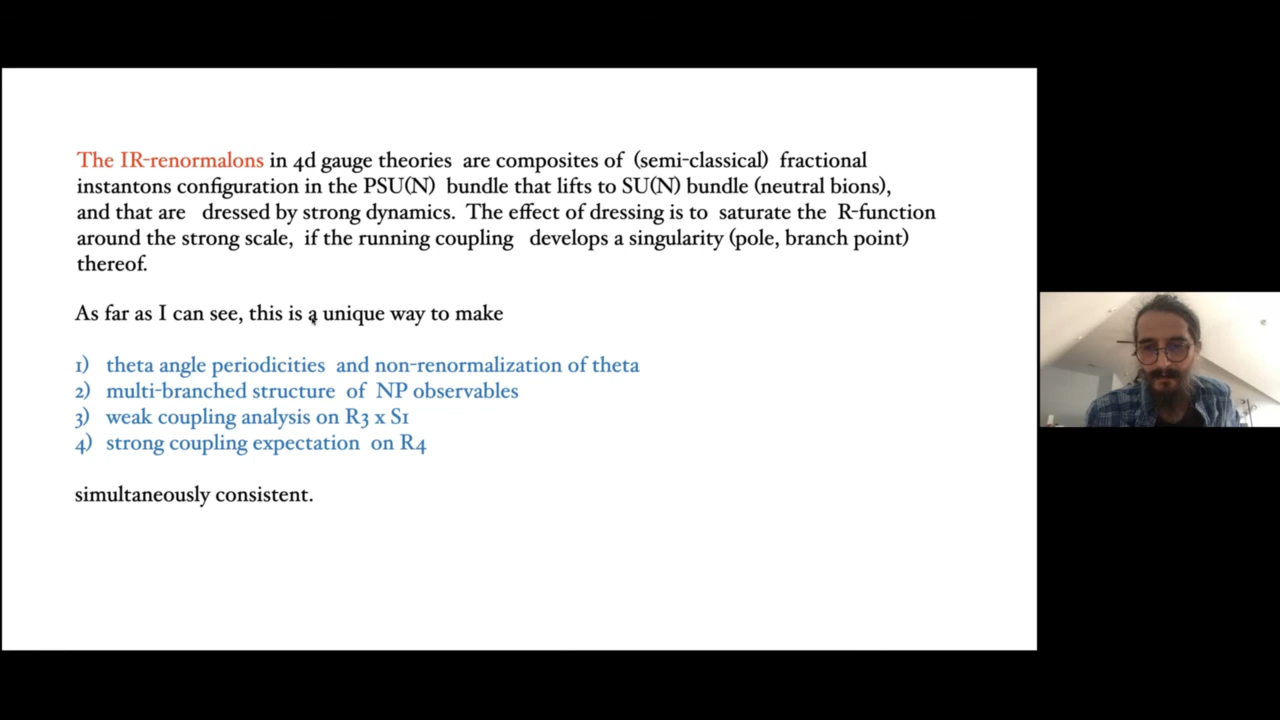 The IR-renormalons in 4d gauge theories are composites of (semi-classical) fractional
instantons configuration in the PSU(N) bundle that lifts to SU(N) bundle (neutral bions),
and that are dressed by strong dynamics. The effect of dressing is to saturate the R-function
around the strong scale, if the running coupling develops a singularity (pole, branch point)
thereof.
As far as I can see, this is a unique way to make
1) theta angle periodicities and non-renormalization of theta
2) multi-branched structure of NP observables
3) weak coupling analysis on R3 x S1
4) strong coupling expectation on R4
simultaneously consistent.